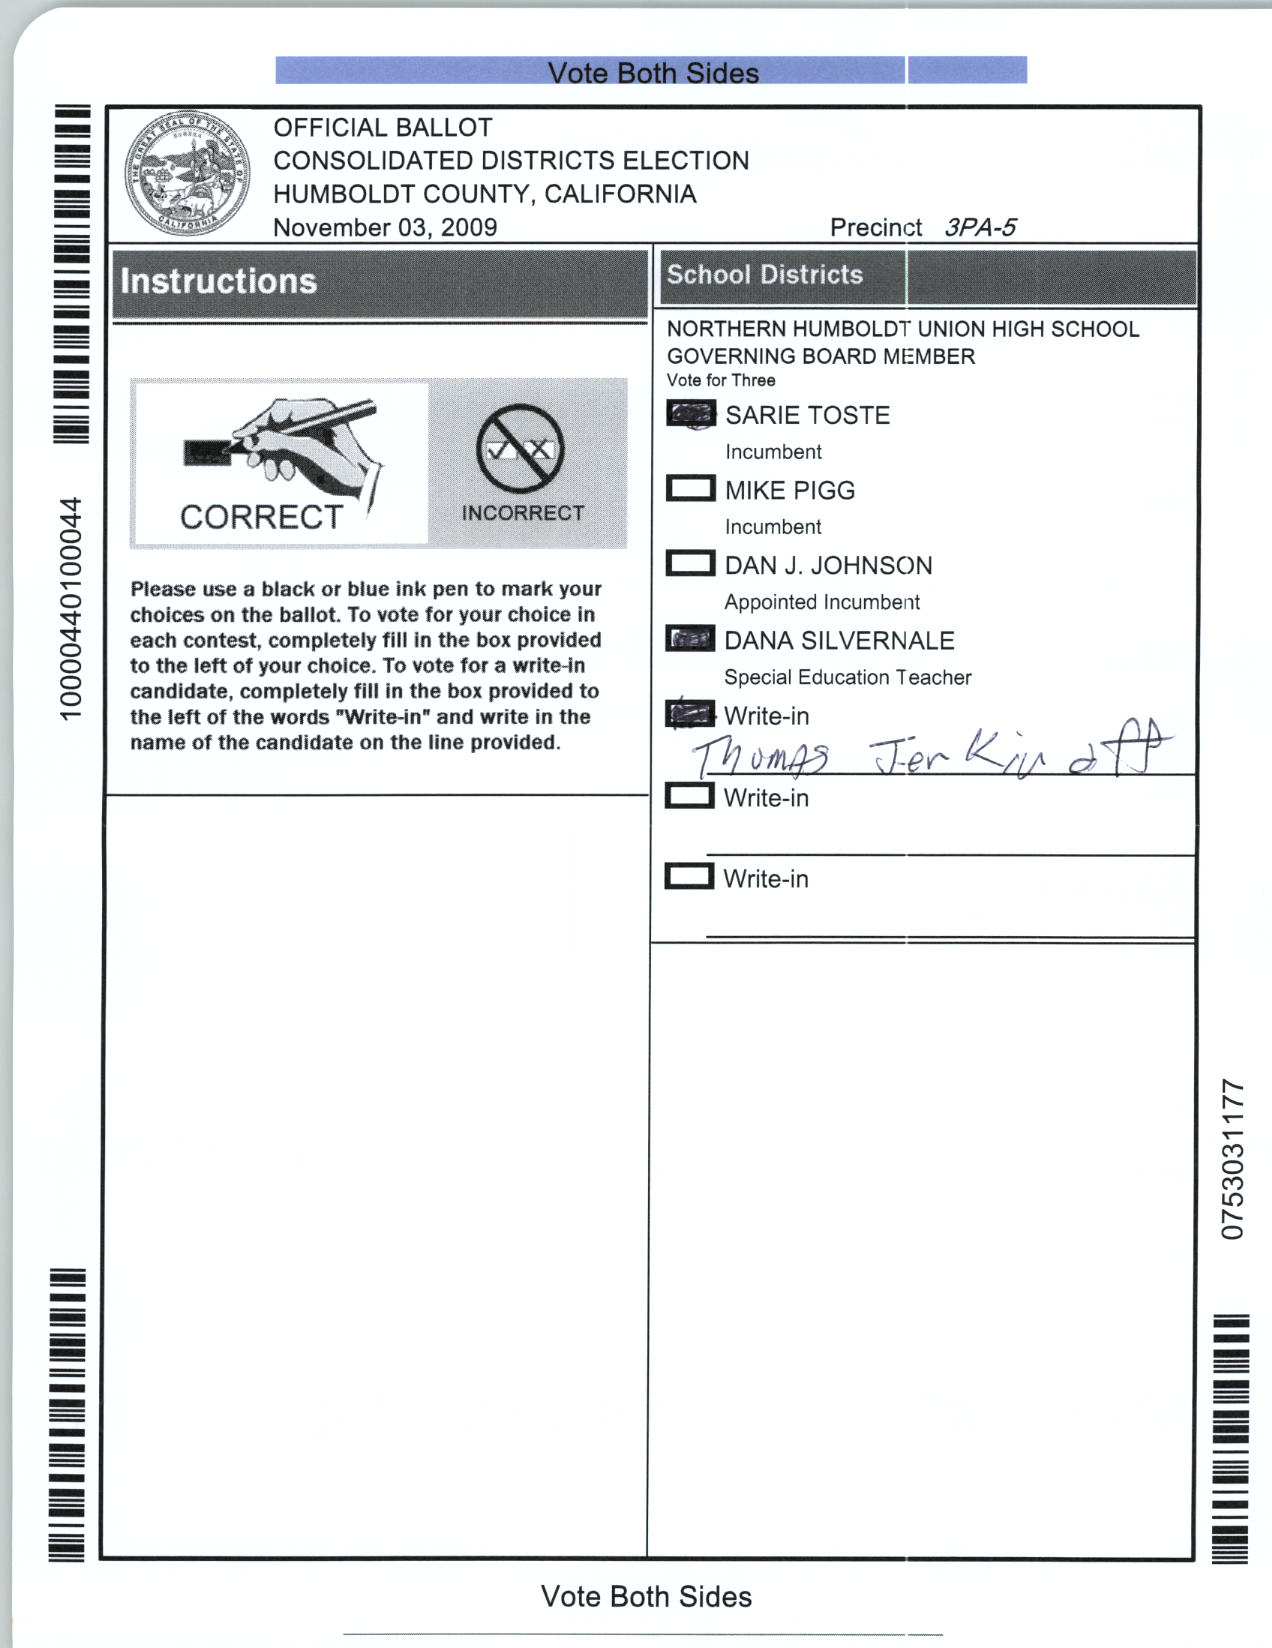 Vote Both Sides
THE GREAT SEAL OF THE STATE OF CALIFORNIA
EUREKA
OFFICIAL BALLOT
CONSOLIDATED DISTRICTS ELECTION
HUMBOLDT COUNTY, CALIFORNIA
November 03, 2009
Precinct 3PA-5
10000440100044
Instructions
CORRECT
INCORRECT
Please use a black or blue ink pen to mark your
choices on the ballot. To vote for your choice in
each contest, completely fill in the box provided
to the left of your choice. To vote for a write-in
candidate, completely fill in the box provided to
the left of the words "Write-in" and write in the
name of the candidate on the line provided.
School Districts
NORTHERN HUMBOLDT UNION HIGH SCHOOL
GOVERNING BOARD MEMBER
Vote for Three
SARIE TOSTE
Incumbent
MIKE PIGG
Incumbent
DAN J. JOHNSON
Appointed Incumbent
DANA SILVERNALE
Special Education Teacher
Write-in
Thomas Jerkinoff
Write-in
Write-in
0753031177
Vote Both Sides